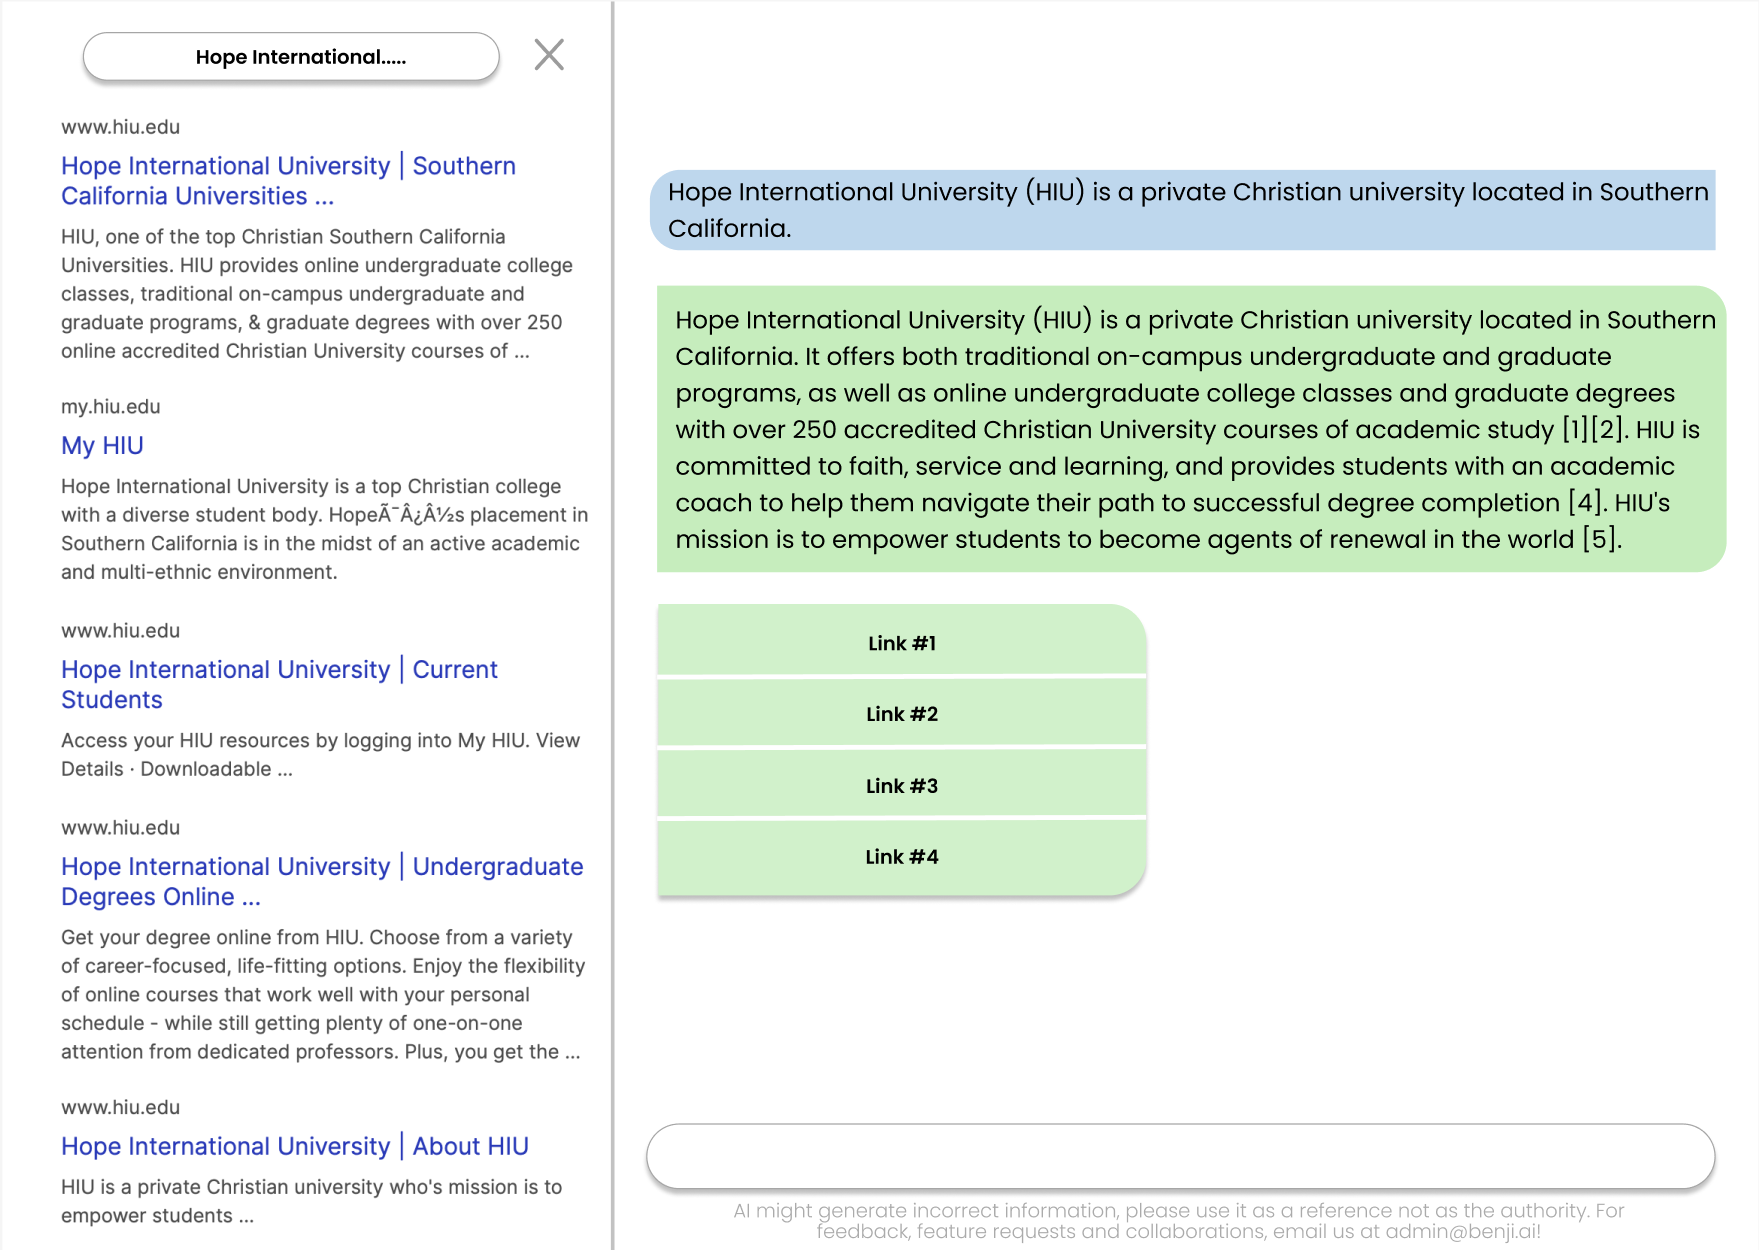 Hope International.....
www.hiu.edu
Hope International University | Southern
California Universities ...
HIU, one of the top Christian Southern California
Universities. HIU provides online undergraduate college
classes, traditional on-campus undergraduate and
graduate programs, & graduate degrees with over 250
online accredited Christian University courses of ...
my.hiu.edu
My HIU
Hope International University is a top Christian college
with a diverse student body. HopeÃ¯Â¿Â½s placement in
Southern California is in the midst of an active academic
and multi-ethnic environment.
www.hiu.edu
Hope International University | Current
Students
Access your HIU resources by logging into My HIU. View
Details · Downloadable ...
www.hiu.edu
Hope International University | Undergraduate
Degrees Online ...
Get your degree online from HIU. Choose from a variety
of career-focused, life-fitting options. Enjoy the flexibility
of online courses that work well with your personal
schedule - while still getting plenty of one-on-one
attention from dedicated professors. Plus, you get the ...
www.hiu.edu
Hope International University | About HIU
HIU is a private Christian university who's mission is to
empower students ...
Hope International University (HIU) is a private Christian university located in Southern
California.
Hope International University (HIU) is a private Christian university located in Southern
California. It offers both traditional on-campus undergraduate and graduate
programs, as well as online undergraduate college classes and graduate degrees
with over 250 accredited Christian University courses of academic study [1][2]. HIU is
committed to faith, service and learning, and provides students with an academic
coach to help them navigate their path to successful degree completion [4]. HIU's
mission is to empower students to become agents of renewal in the world [5].
Link #1
Link #2
Link #3
Link #4
AI might generate incorrect information, please use it as a reference not as the authority. For
feedback, feature requests and collaborations, email us at admin@benji.ai!